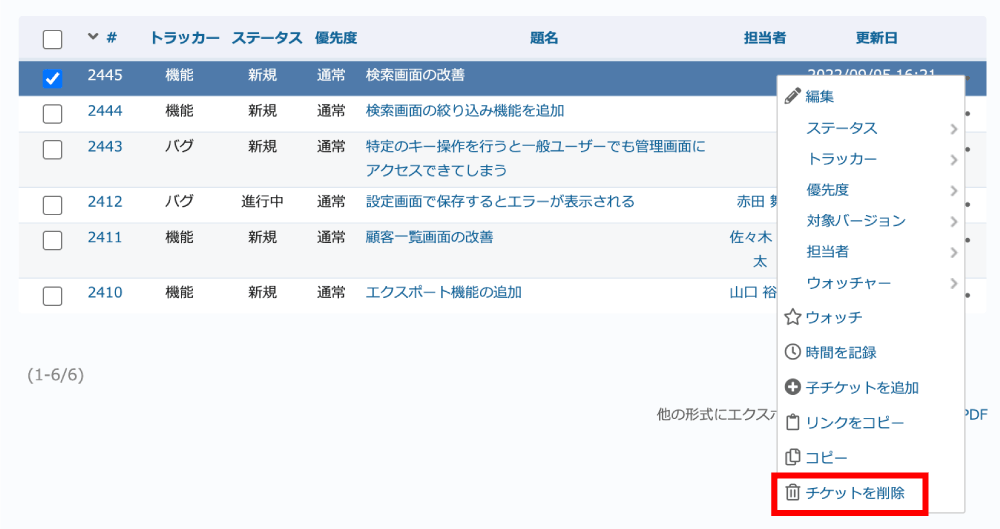 # トラッカー ステータス 優先度 題名 担当者 更新日
2445 機能 新規 通常 検索画面の改善 2022/09/05 16:21
2444 機能 新規 通常 検索画面の絞り込み機能を追加
2443 バグ 新規 通常 特定のキー操作を行うと一般ユーザーでも管理画面に
アクセスできてしまう
2412 バグ 進行中 通常 設定画面で保存するとエラーが表示される 赤田
2411 機能 新規 通常 顧客一覧画面の改善 佐々木
太
2410 機能 新規 通常 エクスポート機能の追加 山口 裕
(1-6/6)
他の形式にエクスポ
PDF
編集
ステータス
トラッカー
優先度
対象バージョン
担当者
ウォッチャー
ウォッチ
時間を記録
子チケットを追加
リンクをコピー
コピー
チケットを削除